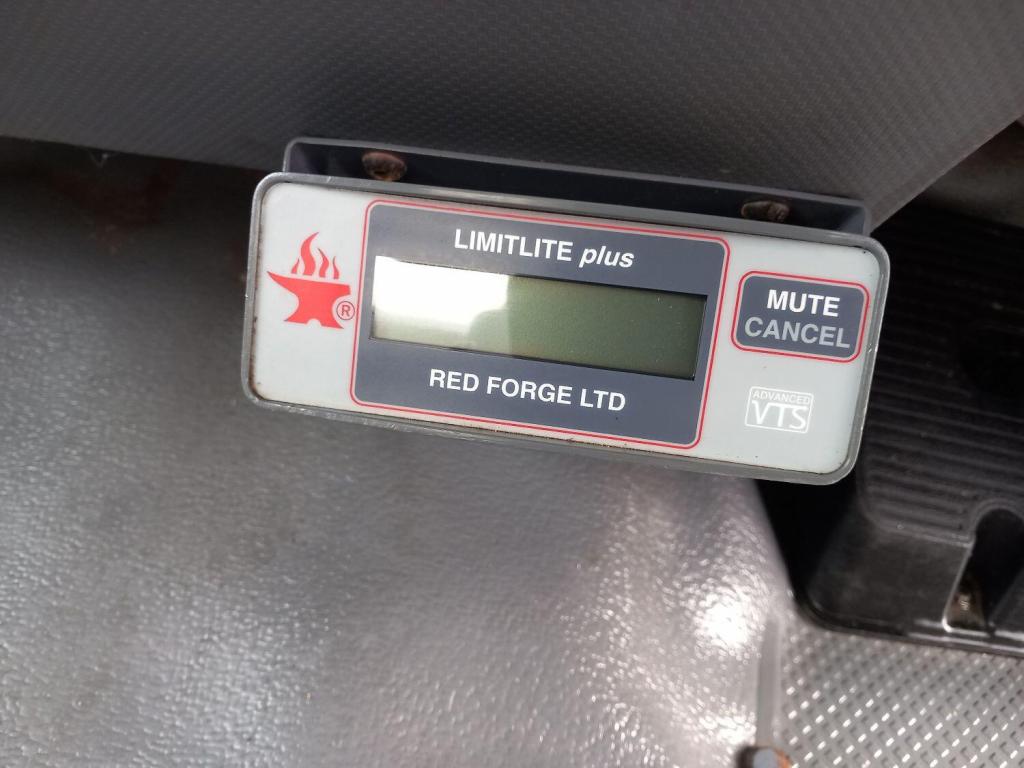 LIMITLITE plus
®
RED FORGE LTD
MUTE
CANCEL
ADVANCED
VTS